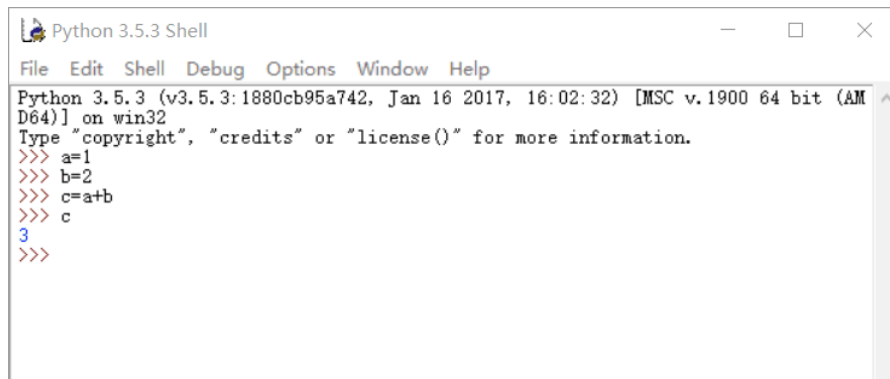 Python 3.5.3 Shell
File Edit Shell Debug Options Window Help
Python 3.5.3 (v3.5.3:1880cb95a742, Jan 16 2017, 16:02:32) [MSC v.1900 64 bit (AM
D64)] on win32
Type "copyright", "credits" or "license()" for more information.
>>> a=1
>>> b=2
>>> c=a+b
>>> c
3
>>>